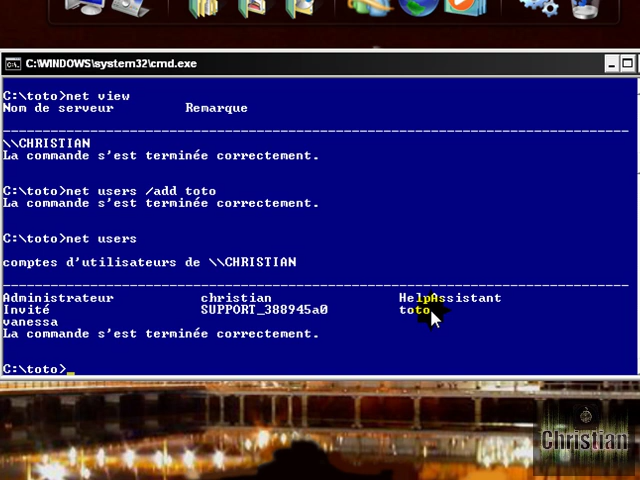 C:\WINDOWS\system32\cmd.exe
C:\toto>net view
Nom de serveur Remarque
\\CHRISTIAN
La commande s'est terminée correctement.
C:\toto>net users /add toto
La commande s'est terminée correctement.
C:\toto>net users
comptes d'utilisateurs de \\CHRISTIAN
Administrateur christian HelpAssistant
Invité SUPPORT_388945a0 toto
vanessa
La commande s'est terminée correctement.
C:\toto>_
Christian